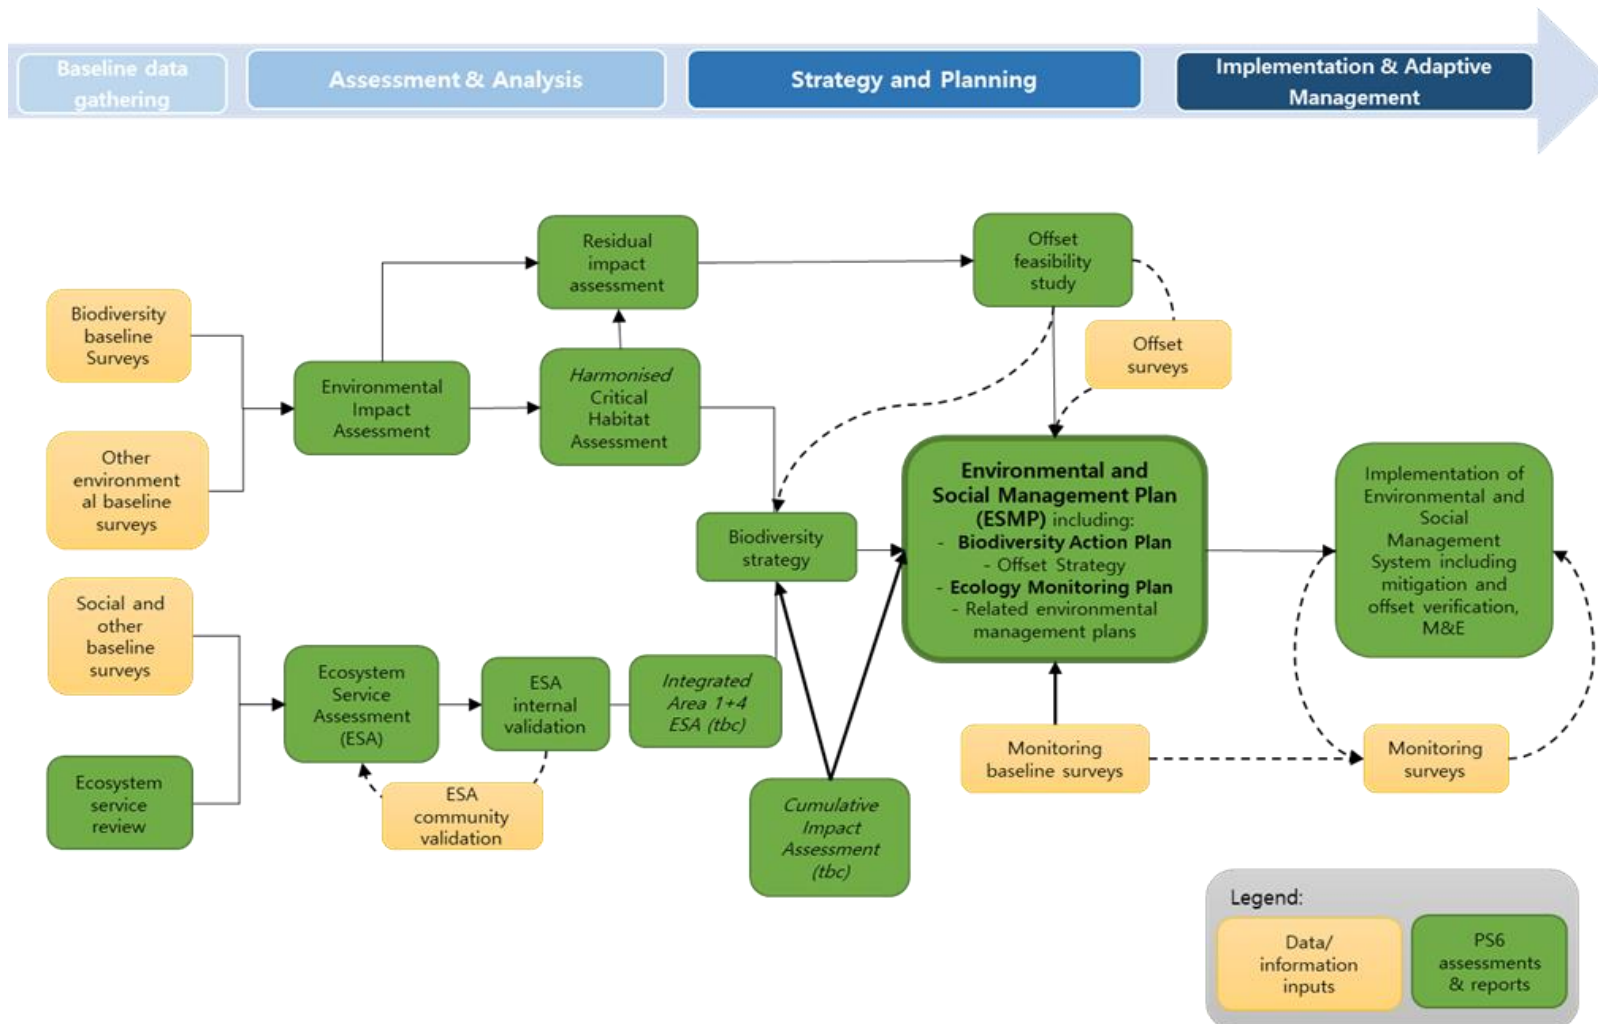 Baseline data
gathering
Assessment & Analysis
Strategy and Planning
Implementation & Adaptive
Management
Residual
impact
assessment
Offset
feasibility
study
Biodiversity
baseline
Surveys
Offset
surveys
Environmental
Impact
Assessment
Harmonised
Critical
Habitat
Assessment
Other
environment
al baseline
surveys
Environmental and
Social Management Plan
(ESMP) including:
- Biodiversity Action Plan
- Offset Strategy
- Ecology Monitoring Plan
- Related environmental
management plans
Implementation of
Environmental and
Social
Management
System including
mitigation and
offset verification,
M&E
Biodiversity
strategy
Social and
other
baseline
surveys
Ecosystem
Service
Assessment
(ESA)
ESA
internal
validation
Integrated
Area 1+4
ESA (tbc)
Monitoring
baseline surveys
Monitoring
surveys
Ecosystem
service
review
ESA
community
validation
Cumulative
Impact
Assessment
(tbc)
Legend:
Data/
information
inputs
PS6
assessments
& reports